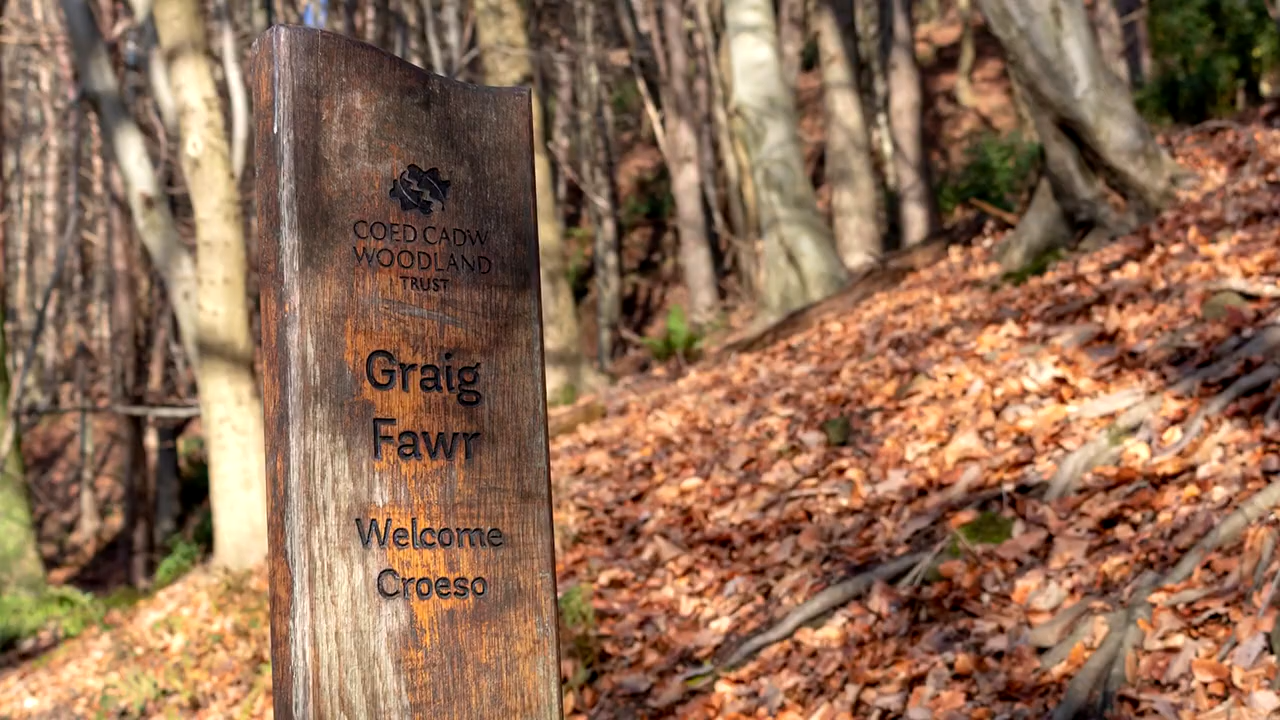 COED CADW
WOODLAND
TRUST
Graig
Fawr
Welcome
Croeso